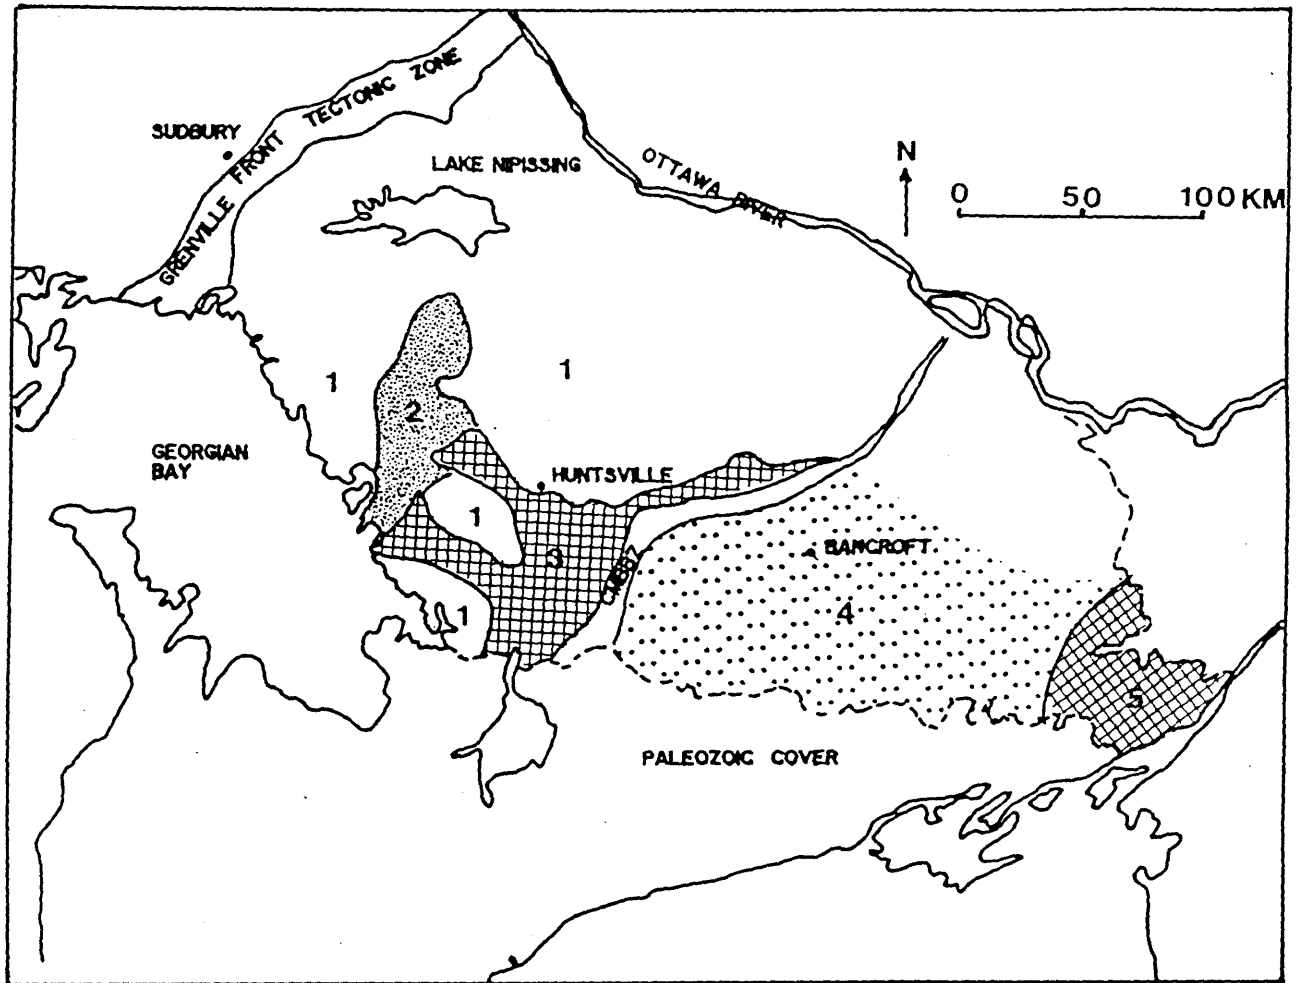 GRENVILLE FRONT TECTONIC ZONE
SUDBURY
LAKE NIPISSING
OTTAWA RIVER
N
0 50 100 KM
1
1
2
GEORGIAN
BAY
HUNTSVILLE
1
3
CMBBZ
BANCROFT
1
4
5
PALEOZOIC COVER